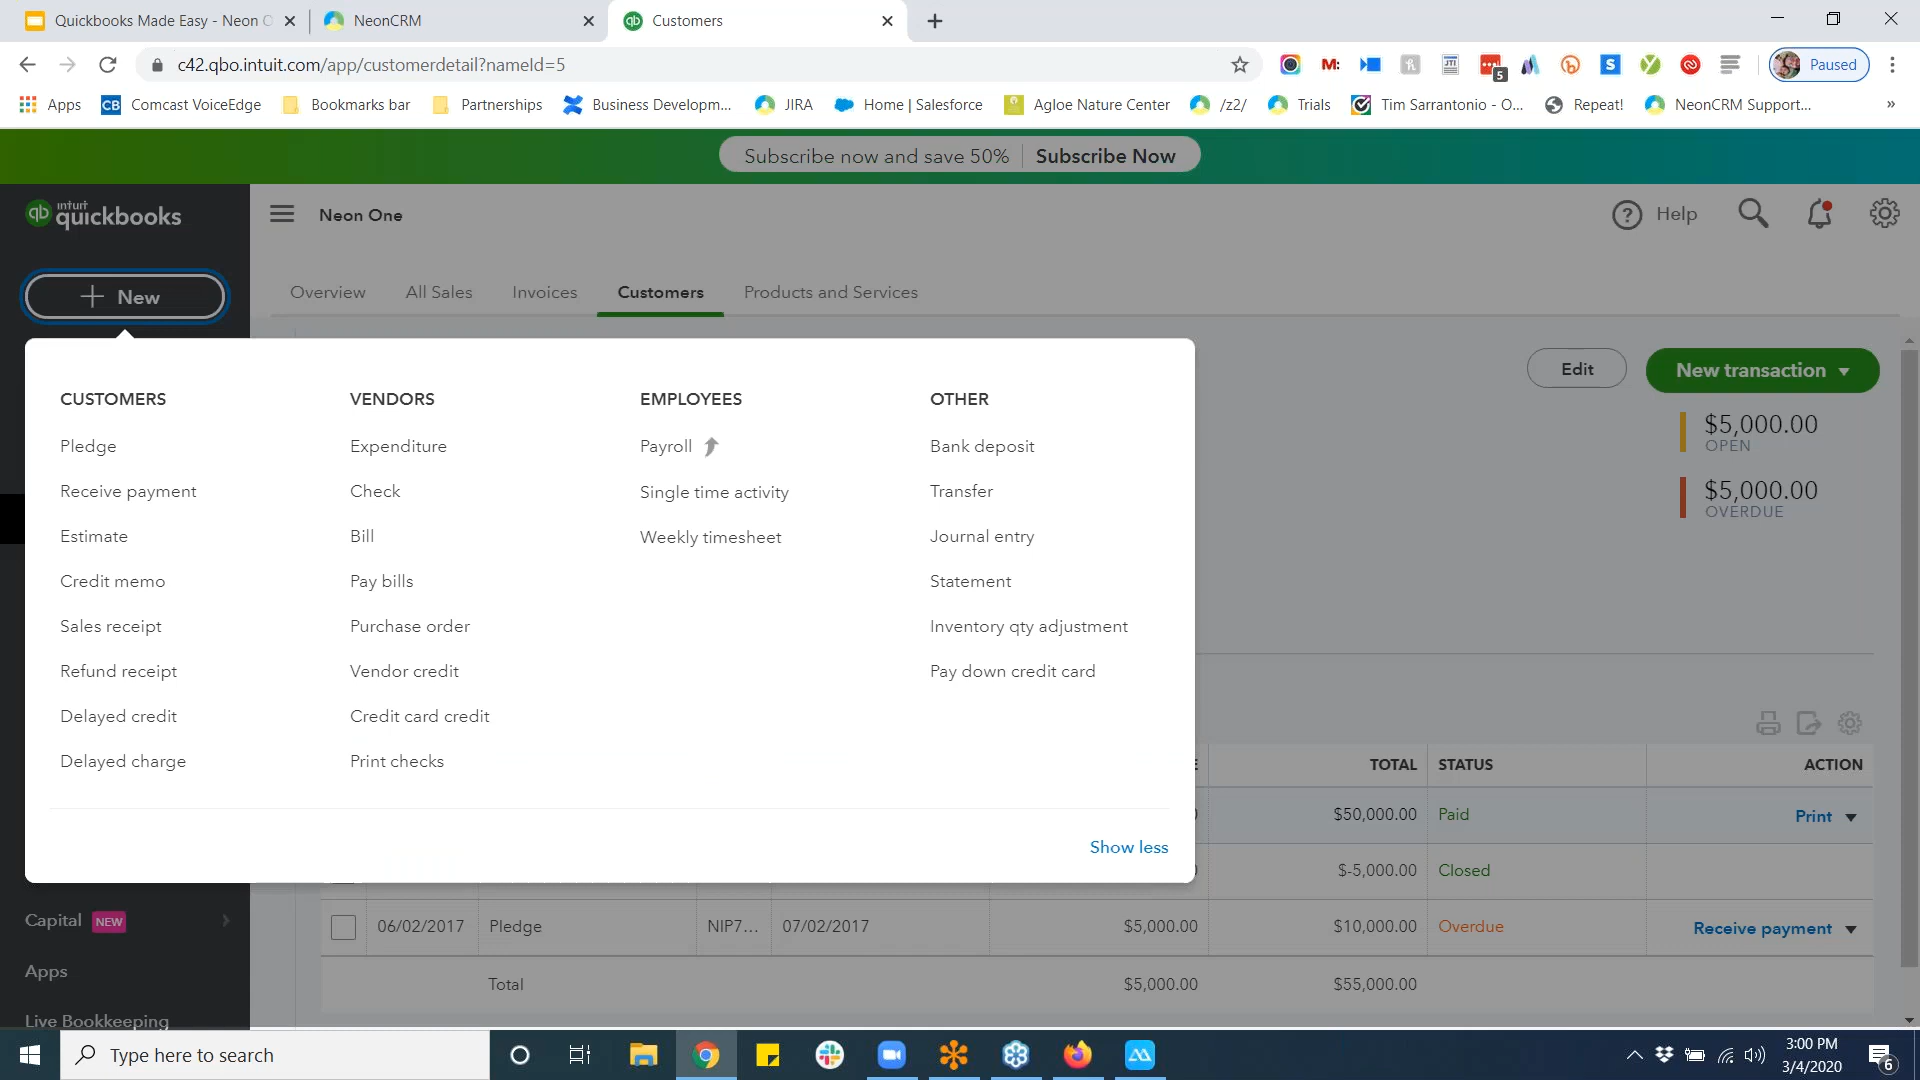 Quickbooks Made Easy - Neon
NeonCRM
Customers
c42.qbo.intuit.com/app/customerdetail?nameId=5
M:
JTI
5
S
Paused
Apps
CB Comcast VoiceEdge
Bookmarks bar
Partnerships
Business Developm...
JIRA
Home | Salesforce
Agloe Nature Center
/z2/
Trials
Tim Sarrantonio - O...
Repeat!
NeonCRM Support...
»
Subscribe now and save 50% Subscribe Now
qb intuit quickbooks
Neon One
Help
+ New
Overview
All Sales
Invoices
Customers
Products and Services
Edit
New transaction
$5,000.00
OPEN
$5,000.00
OVERDUE
CUSTOMERS
Pledge
Receive payment
Estimate
Credit memo
Sales receipt
Refund receipt
Delayed credit
Delayed charge
VENDORS
Expenditure
Check
Bill
Pay bills
Purchase order
Vendor credit
Credit card credit
Print checks
EMPLOYEES
Payroll
Single time activity
Weekly timesheet
OTHER
Bank deposit
Transfer
Journal entry
Statement
Inventory qty adjustment
Pay down credit card
Show less
TOTAL STATUS ACTION
$50,000.00 Paid Print
$-5,000.00 Closed
06/02/2017 Pledge NIP7... 07/02/2017 $5,000.00 $10,000.00 Overdue Receive payment
Total $5,000.00 $55,000.00
Capital NEW
Apps
Live Bookkeeping
Type here to search
3:00 PM
3/4/2020
6